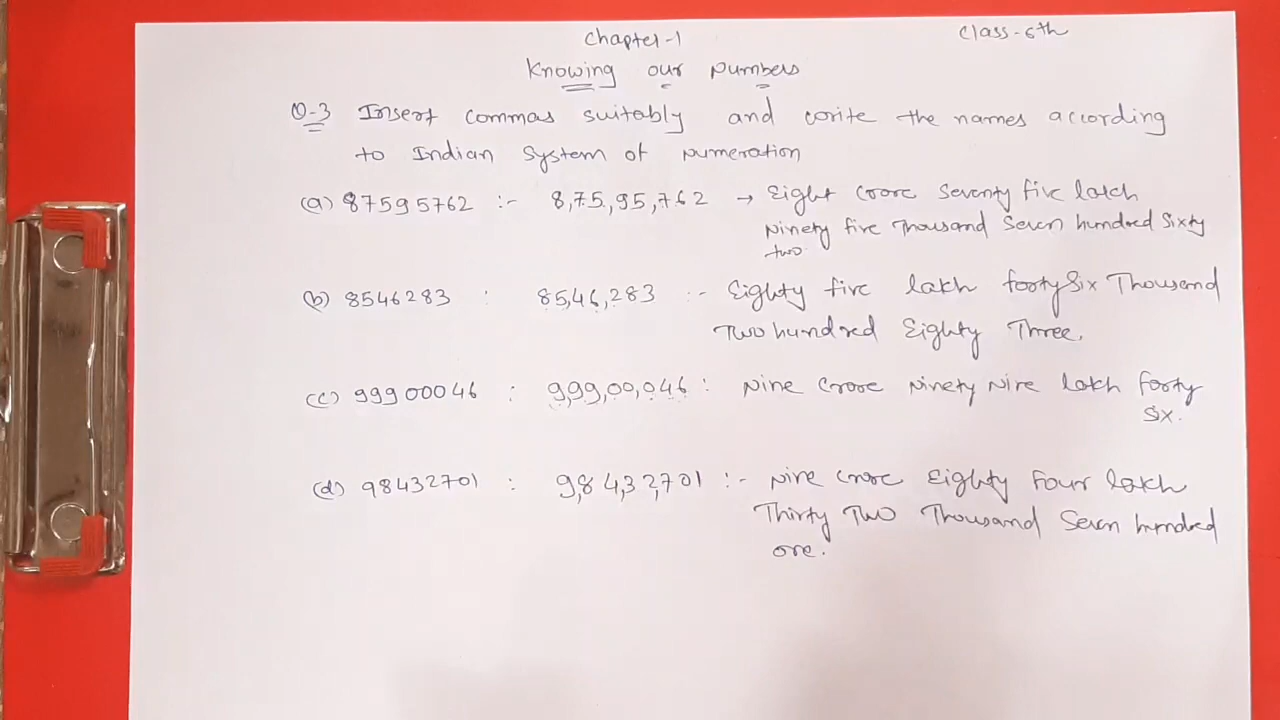 Chapter-1
Class-6th
Knowing our Numbers
Q-3 Insert commas suitably and write the names according
to Indian System of Numeration
(a) 87595762 :- 8,75,95,762 → Eight crore Seventy five lakh
Ninety five Thousand Seven hundred Sixty
two.
(b) 8546283 : 85,46,283 :- Eighty five lakh forty Six Thousand
Two hundred Eighty Three.
(c) 99900046 : 9,99,00,046 : Nine Crore Ninety Nine lakh forty
Six.
(d) 98432701 : 9,84,32,701 :- Nine Crore Eighty Four lakh
Thirty Two Thousand Seven hundred
one.